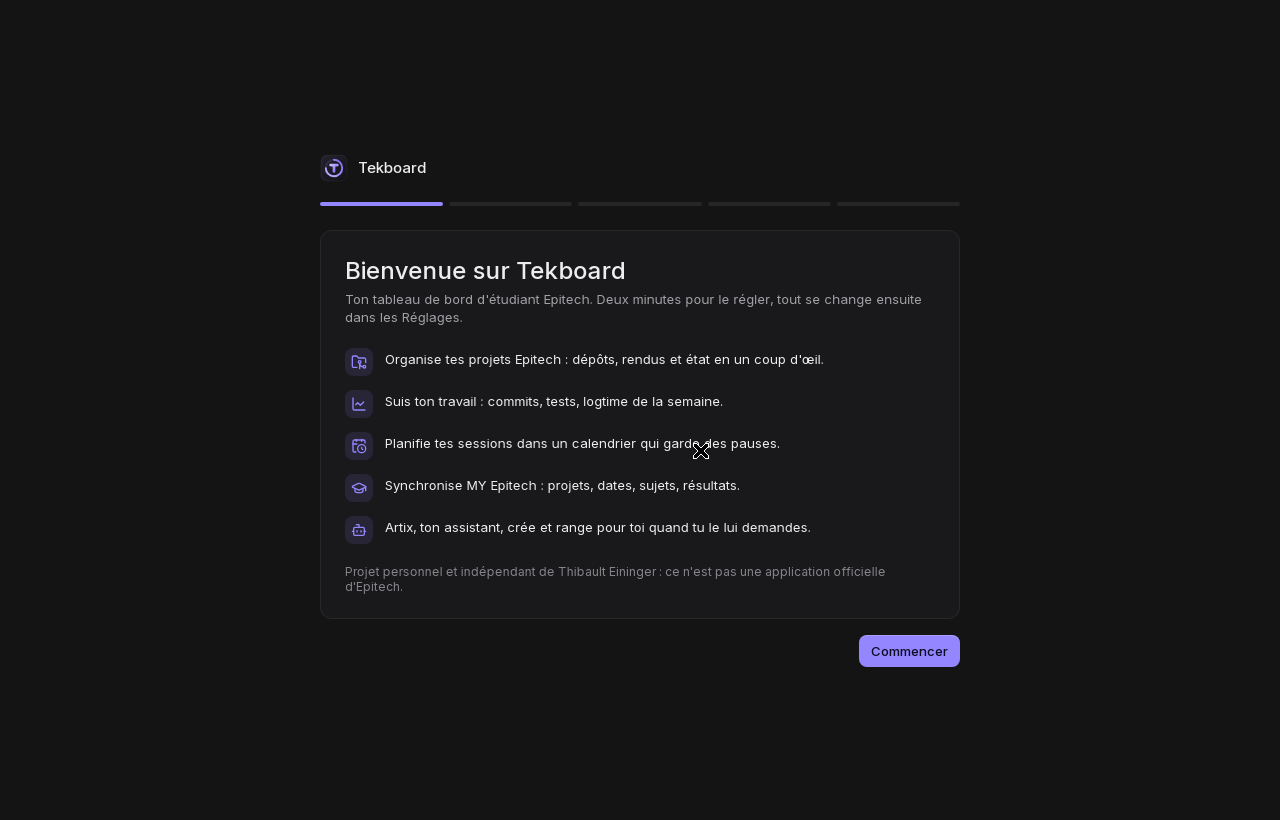 Tekboard
Bienvenue sur Tekboard
Ton tableau de bord d'étudiant Epitech. Deux minutes pour le régler, tout se change ensuite
dans les Réglages.
Organise tes projets Epitech : dépôts, rendus et état en un coup d'œil.
Suis ton travail : commits, tests, logtime de la semaine.
Planifie tes sessions dans un calendrier qui garde des pauses.
Synchronise MY Epitech : projets, dates, sujets, résultats.
Artix, ton assistant, crée et range pour toi quand tu le lui demandes.
Projet personnel et indépendant de Thibault Eininger : ce n'est pas une application officielle
d'Epitech.
Commencer